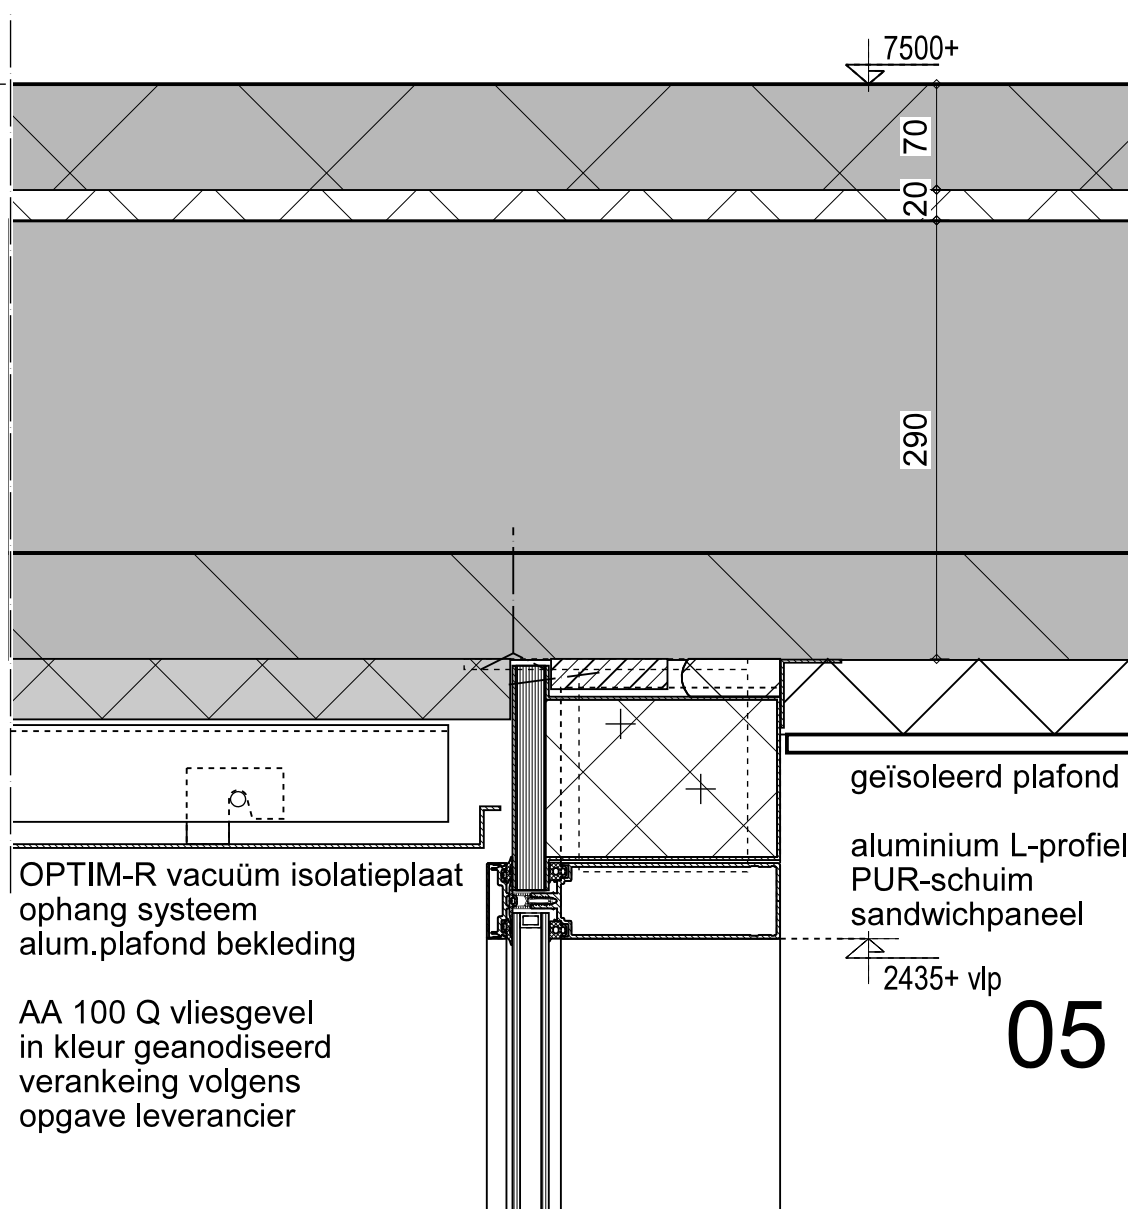 7500+
70
20
290
geïsoleerd plafond
aluminium L-profiel
PUR-schuim
sandwichpaneel
OPTIM-R vacuüm isolatieplaat
ophang systeem
alum.plafond bekleding
2435+ vlp
AA 100 Q vliesgevel
in kleur geanodiseerd
verankeing volgens
opgave leverancier
05